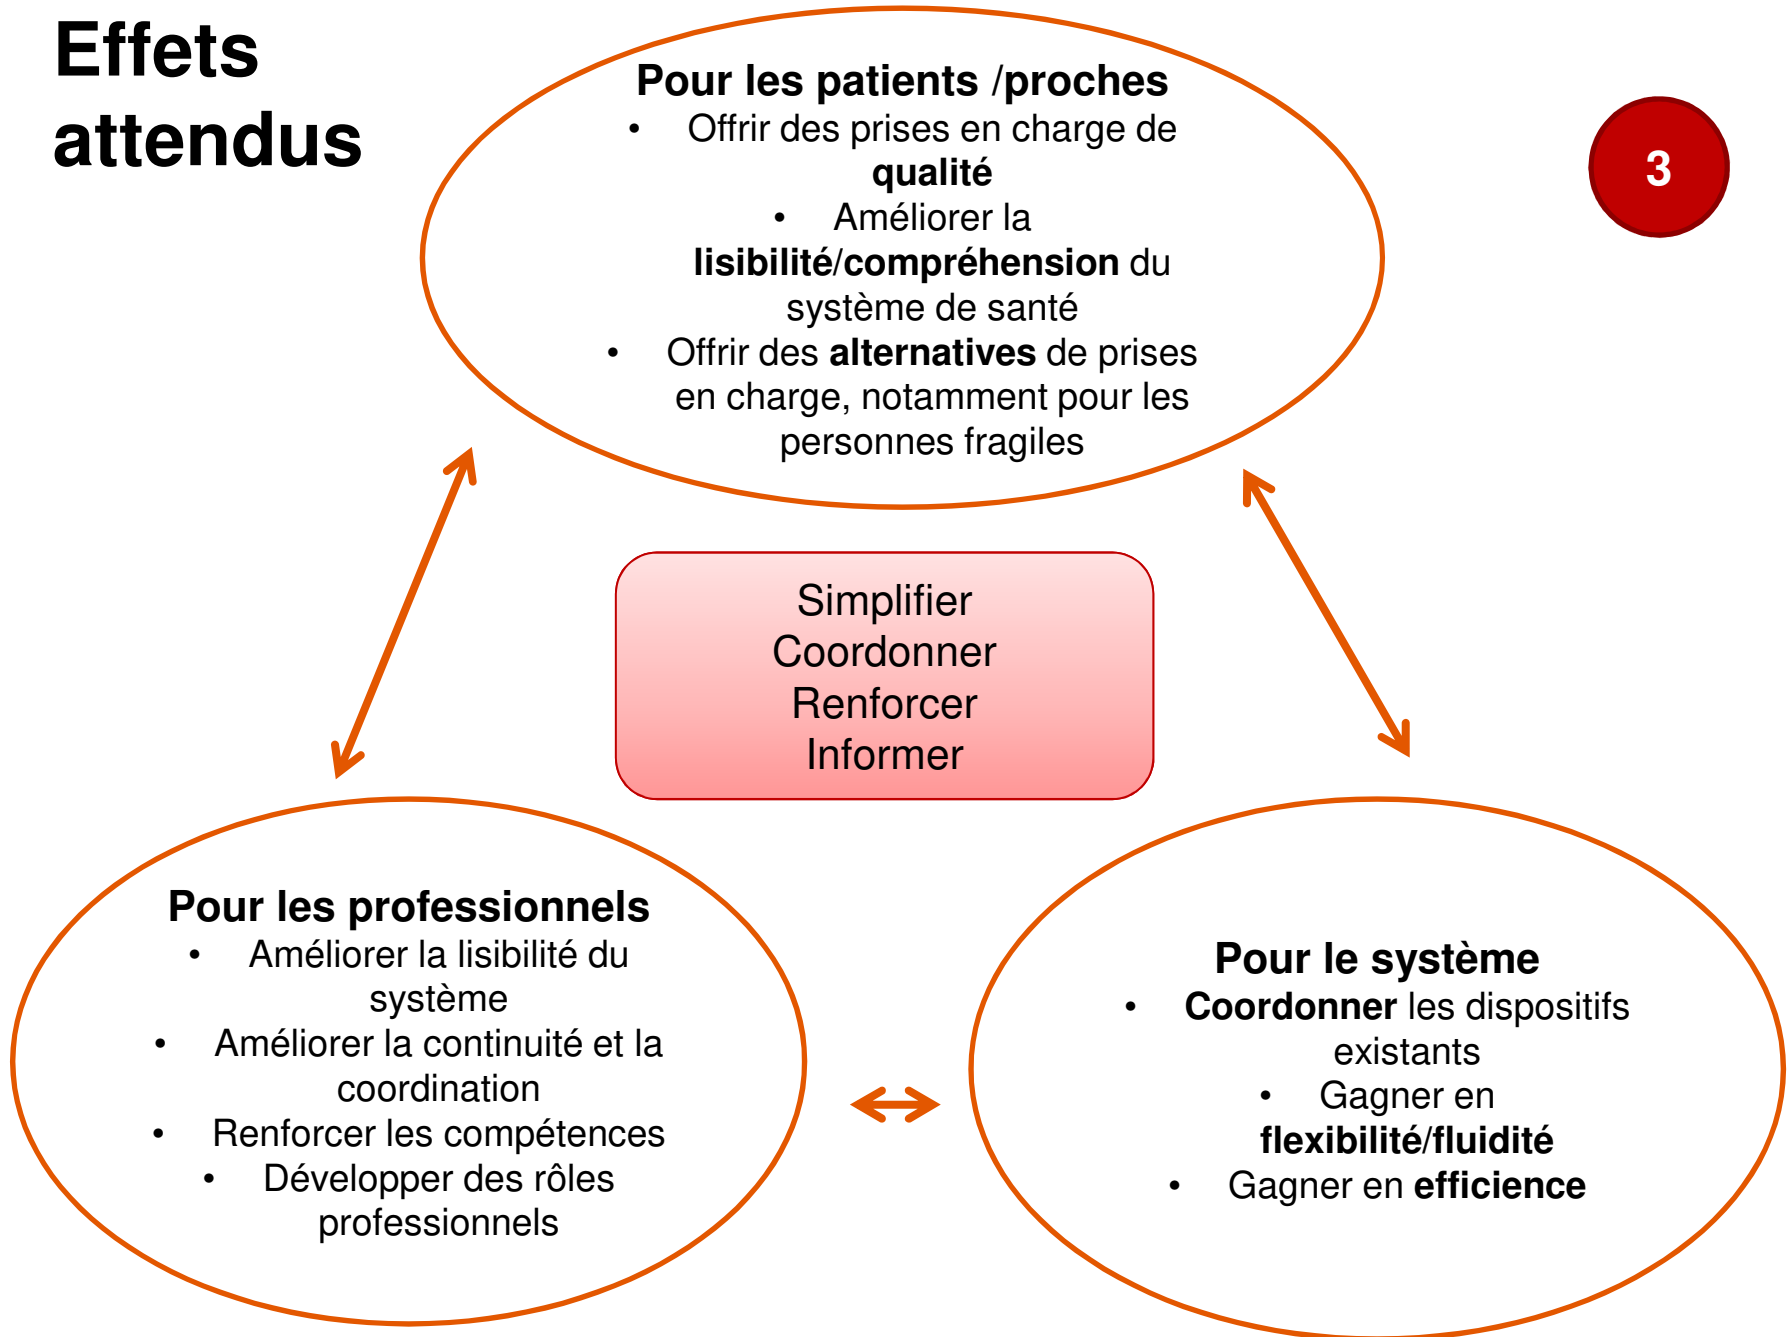 Effets
attendus
Pour les patients /proches
• Offrir des prises en charge de
qualité
• Améliorer la
lisibilité/compréhension du
système de santé
• Offrir des alternatives de prises
en charge, notamment pour les
personnes fragiles
3
Simplifier
Coordonner
Renforcer
Informer
Pour les professionnels
• Améliorer la lisibilité du
système
• Améliorer la continuité et la
coordination
• Renforcer les compétences
• Développer des rôles
professionnels
Pour le système
• Coordonner les dispositifs
existants
• Gagner en
flexibilité/fluidité
• Gagner en efficience